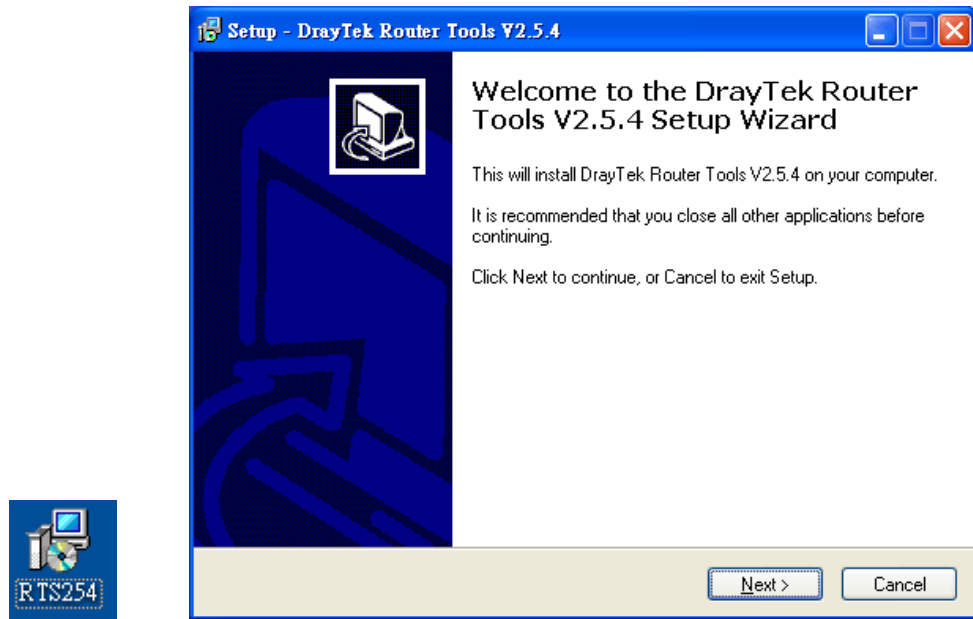 Setup - DrayTek Router Tools V2.5.4
Welcome to the DrayTek Router
Tools V2.5.4 Setup Wizard
This will install DrayTek Router Tools V2.5.4 on your computer.
It is recommended that you close all other applications before
continuing.
Click Next to continue, or Cancel to exit Setup.
RTS254
Next >
Cancel